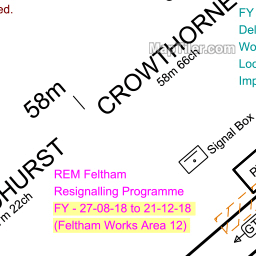 ed.
FY
Del
Wo
Loc
Imp
CROWTHORNE
58m 66ch
58m
Signal Box
HURST
m 22ch
REM Feltham
Resignalling Programme
FY - 27-08-18 to 21-12-18
(Feltham Works Area 12)